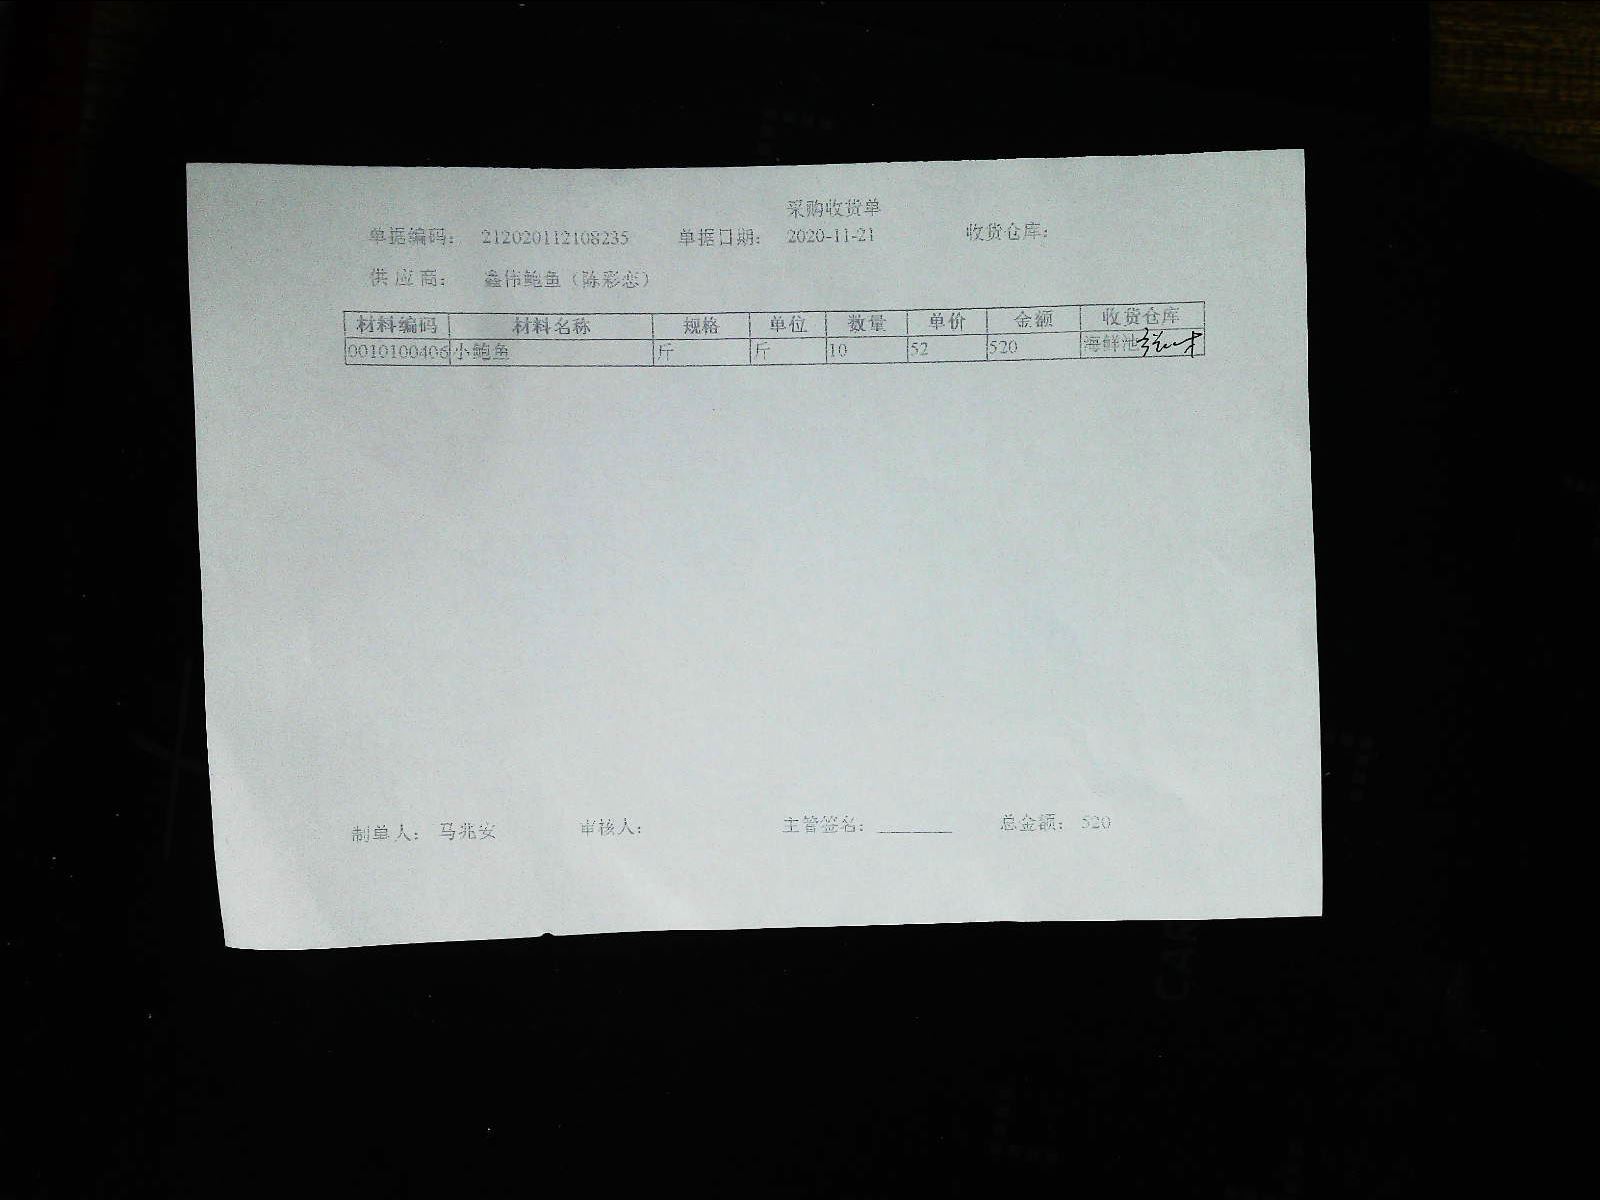 采购收货单
单据编码： 212020112108235 单据日期： 2020-11-21 收货仓库：
供 应 商： 鑫伟鲍鱼（陈彩恋）
材料编码 材料名称 规格 单位 数量 单价 金额 收货仓库
0010100406 小鲍鱼 斤 斤 10 52 520 海鲜池
制单人： 马兆安 审核人： 主管签名： 总金额： 520